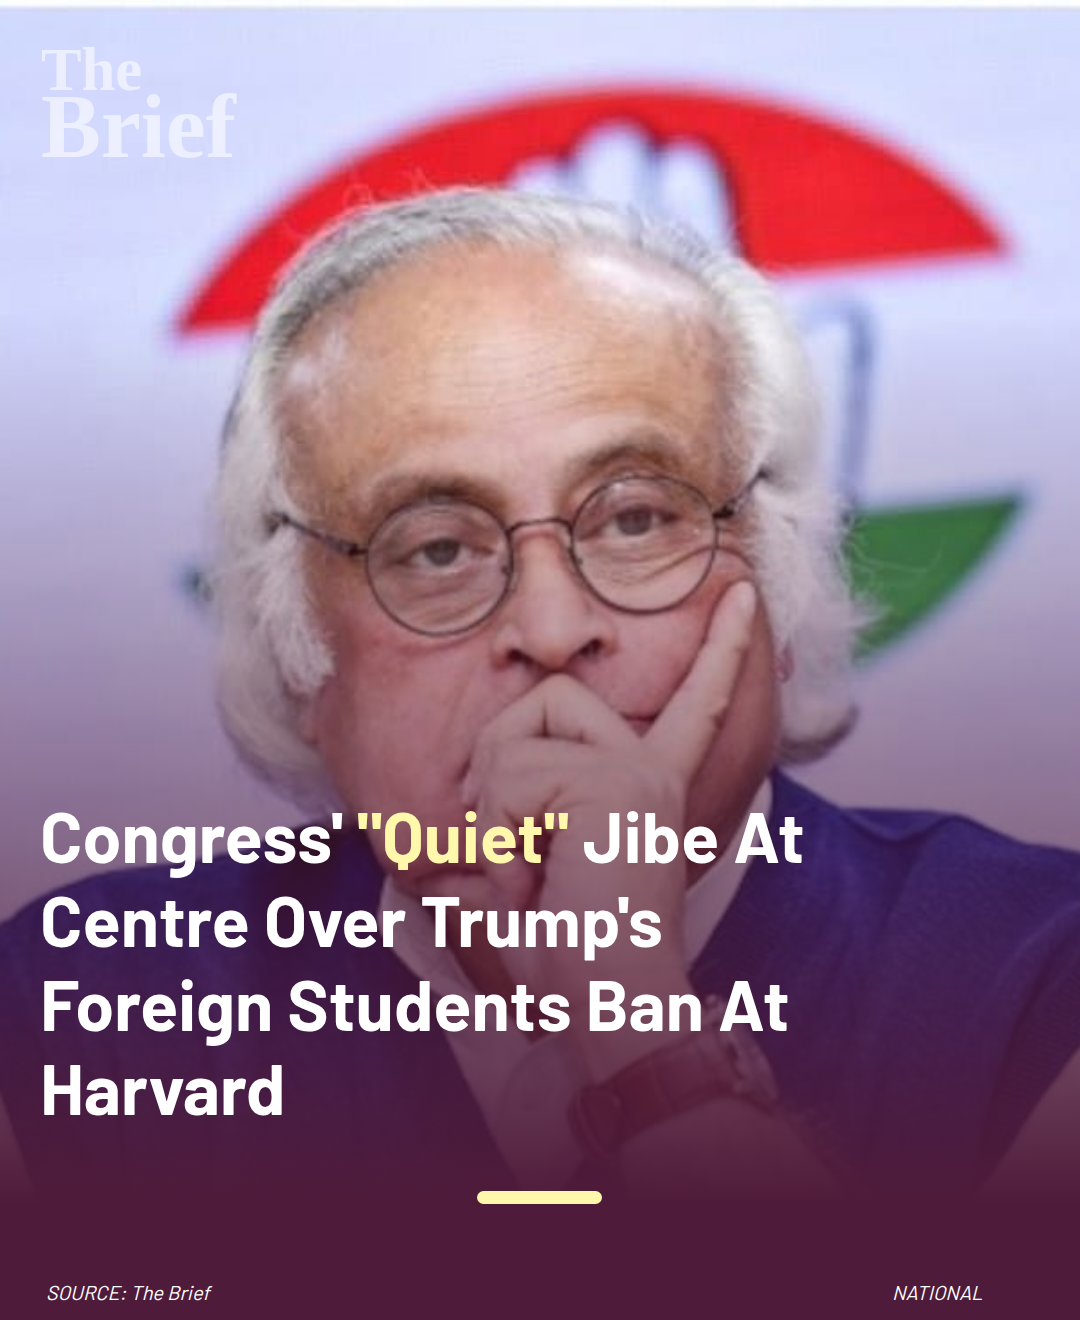 The
Brief
Congress' "Quiet" Jibe At
Centre Over Trump's
Foreign Students Ban At
Harvard
SOURCE: The Brief
NATIONAL